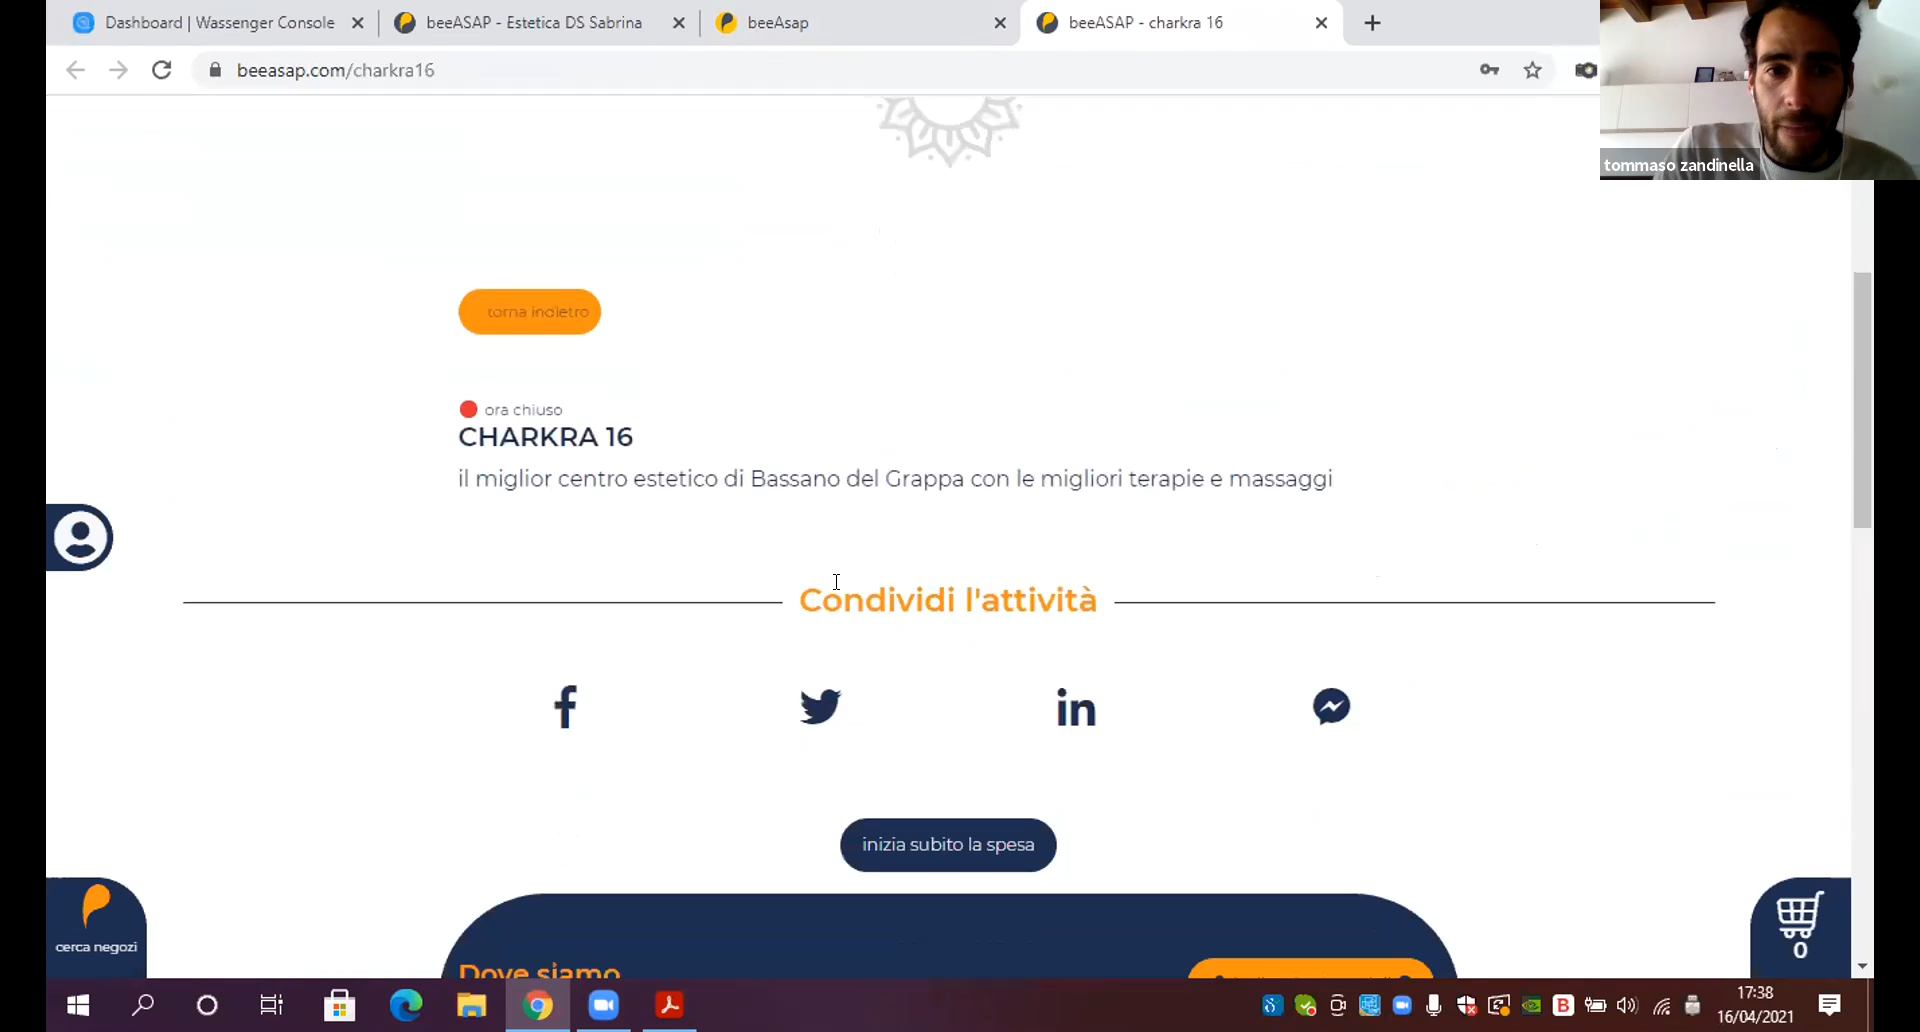 Dashboard | Wassenger Console
beeASAP - Estetica DS Sabrina
beeAsap
beeASAP - charkra 16
beeasap.com/charkra16
tommaso zandinella
torna indietro
ora chiuso
CHARKRA 16
il miglior centro estetico di Bassano del Grappa con le migliori terapie e massaggi
Condividi l'attività
inizia subito la spesa
cerca negozi
0
Dove siamo
17:38
16/04/2021